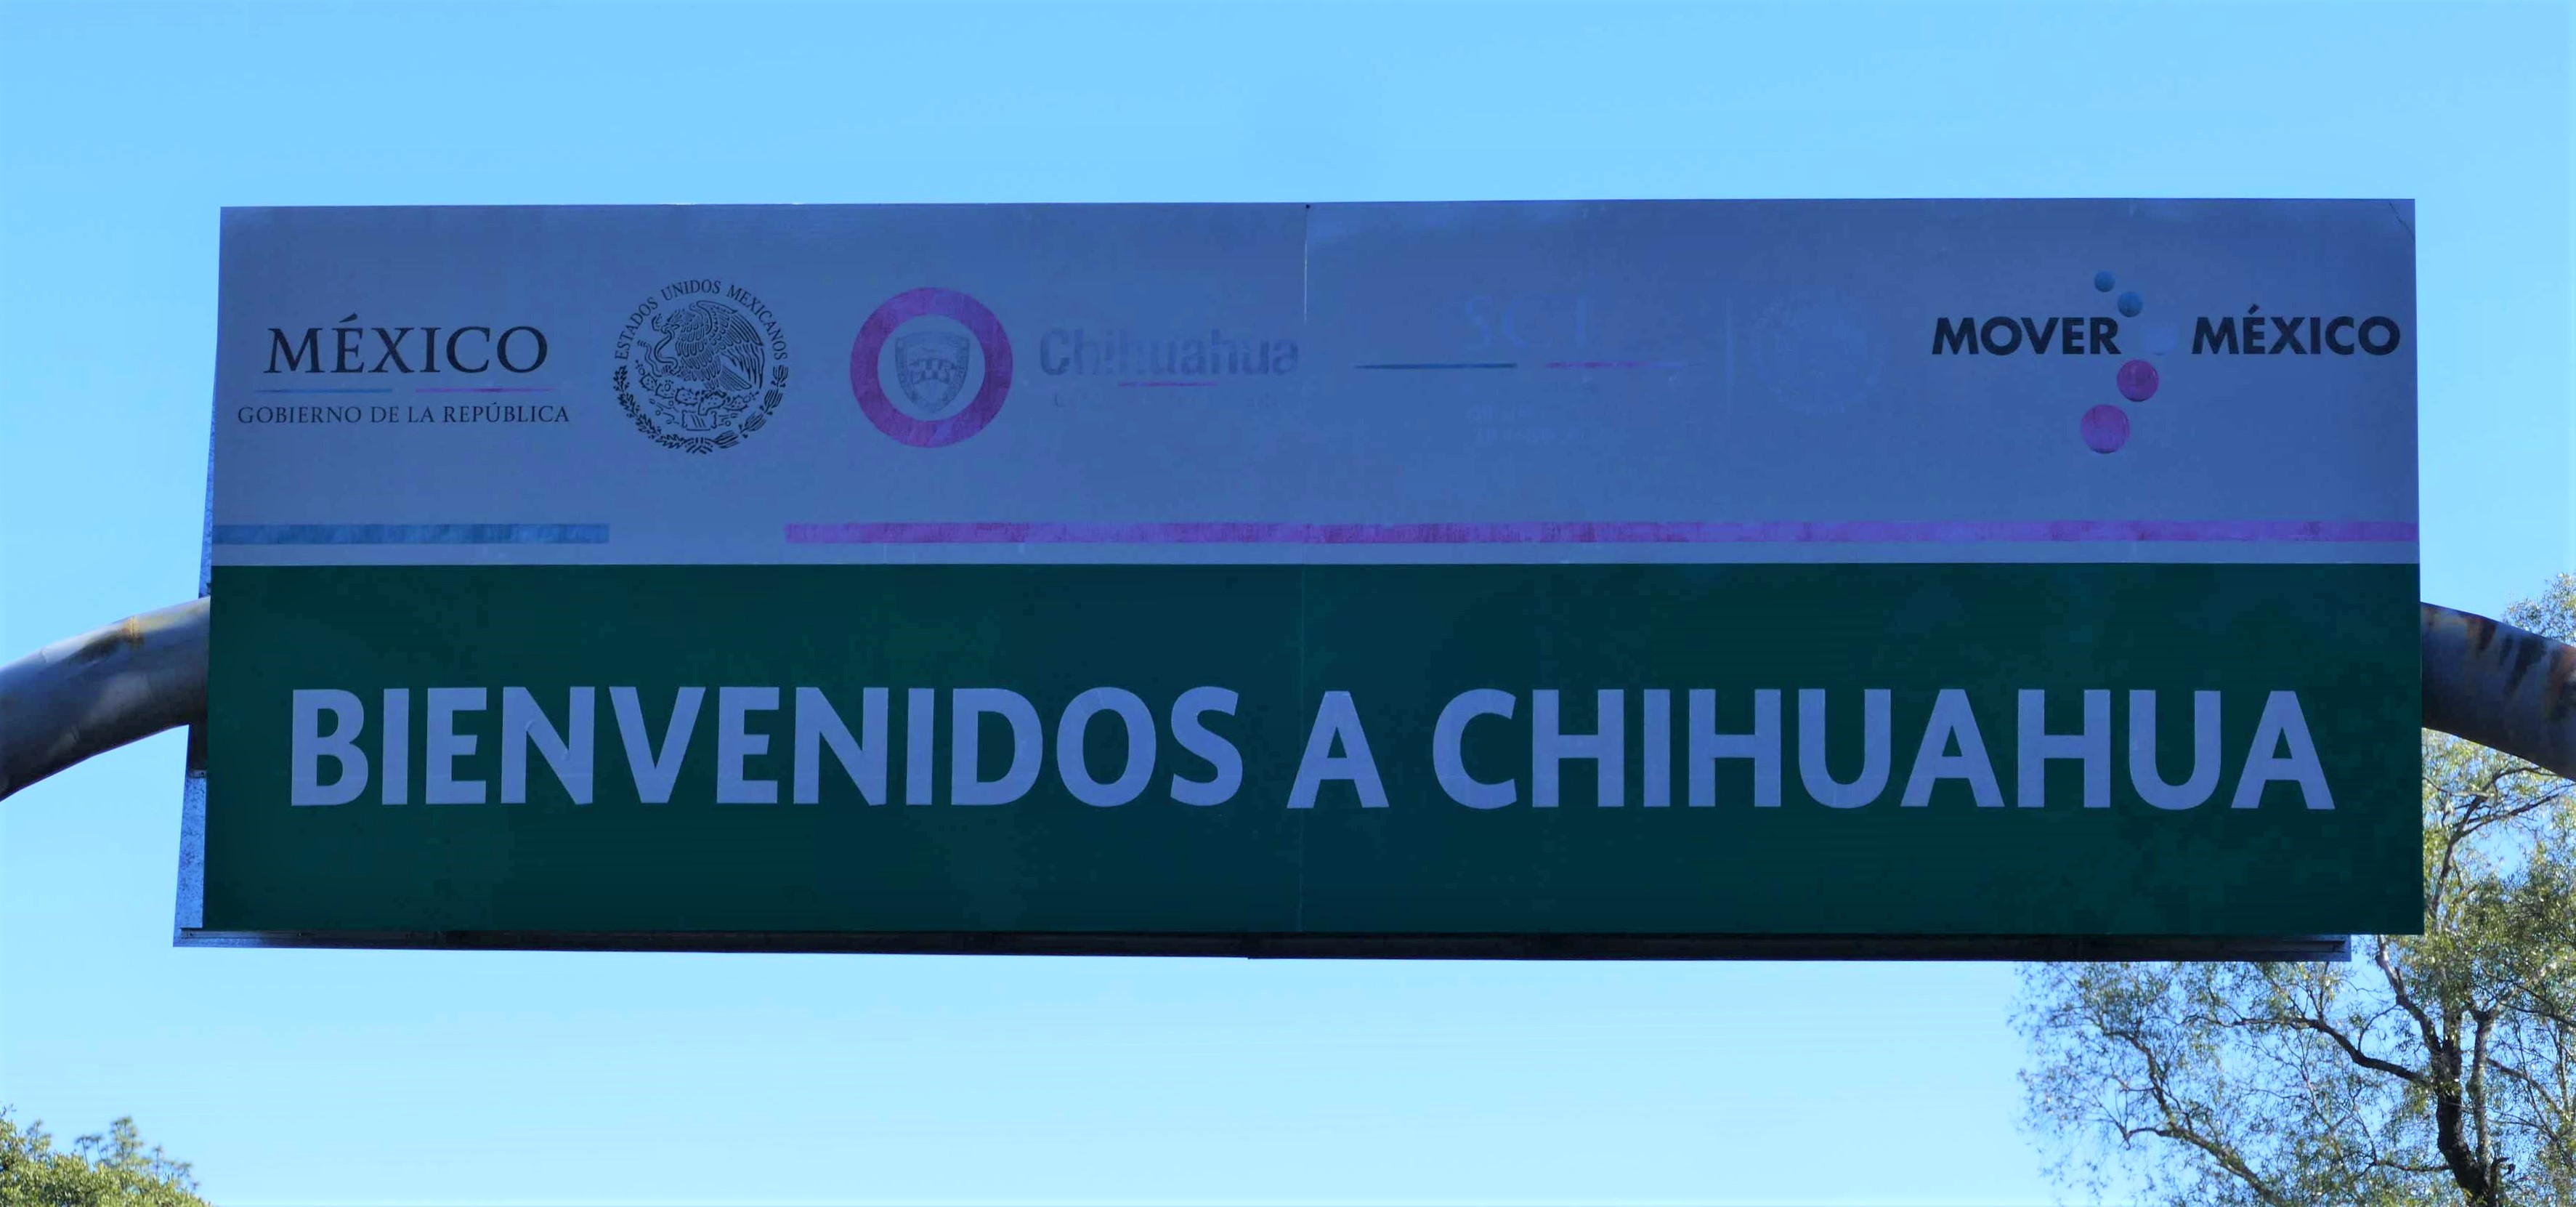 MÉXICO
GOBIERNO DE LA REPÚBLICA
ESTADOS UNIDOS MEXICANOS
Chihuahua
MOVER MÉXICO
BIENVENIDOS A CHIHUAHUA